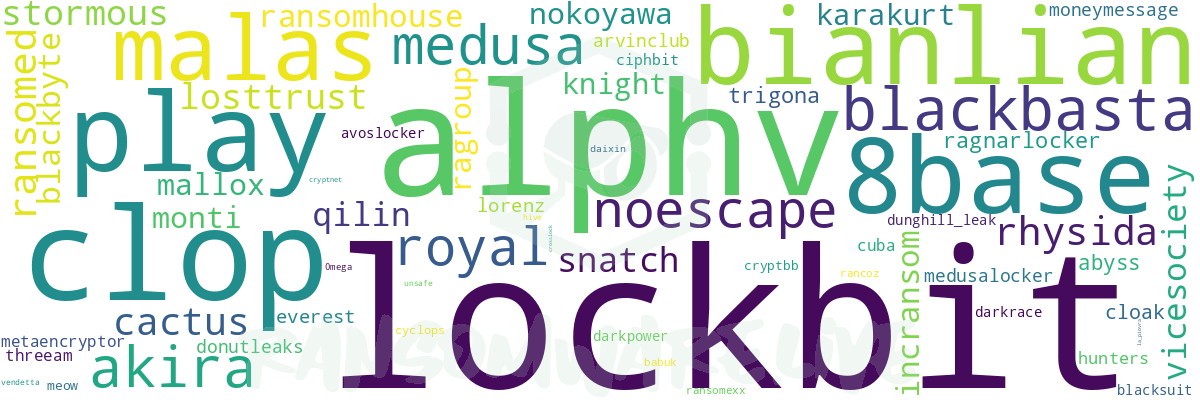 stormous
ransomhouse
nokoyawa
karakurt
moneymessage
malas
medusa
arvinclub
ciphbit
bianlian
ransomed
blackbyte
losttrust
ragroup
knight
trigona
blackbasta
play
avoslocker
alphv
daixin
8base
ragnarlocker
mallox
cryptnet
monti
qilin
lorenz
hive
noescape
dunghill_leak
rhysida
vicesociety
clop
royal
crosslock
snatch
cryptbb
cuba
incransom
abyss
0mega
unsafe
lockbit
rancoz
medusalocker
cactus
everest
cyclops
darkpower
darkrace
cloak
metaencryptor
threeam
donutleaks
akira
babuk
hunters
vendetta
meow
ransomexx
blacksuit
RANSOMWARE.LIVE